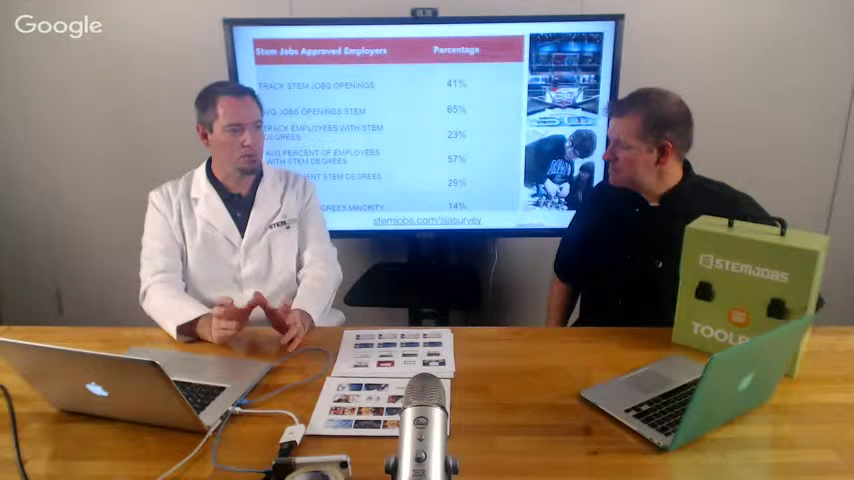 Google
Stem Jobs Approved Employers Percentage
TRACK STEM JOBS OPENINGS 41%
AVG JOBS OPENINGS STEM 65%
TRACK EMPLOYEES WITH STEM
DEGREES 23%
AVG PERCENT OF EMPLOYEES
WITH STEM DEGREES 57%
STEM DEGREES 29%
MINORITY 14%
stemjobs.com/sjasurvey
STEM
STEMJOBS